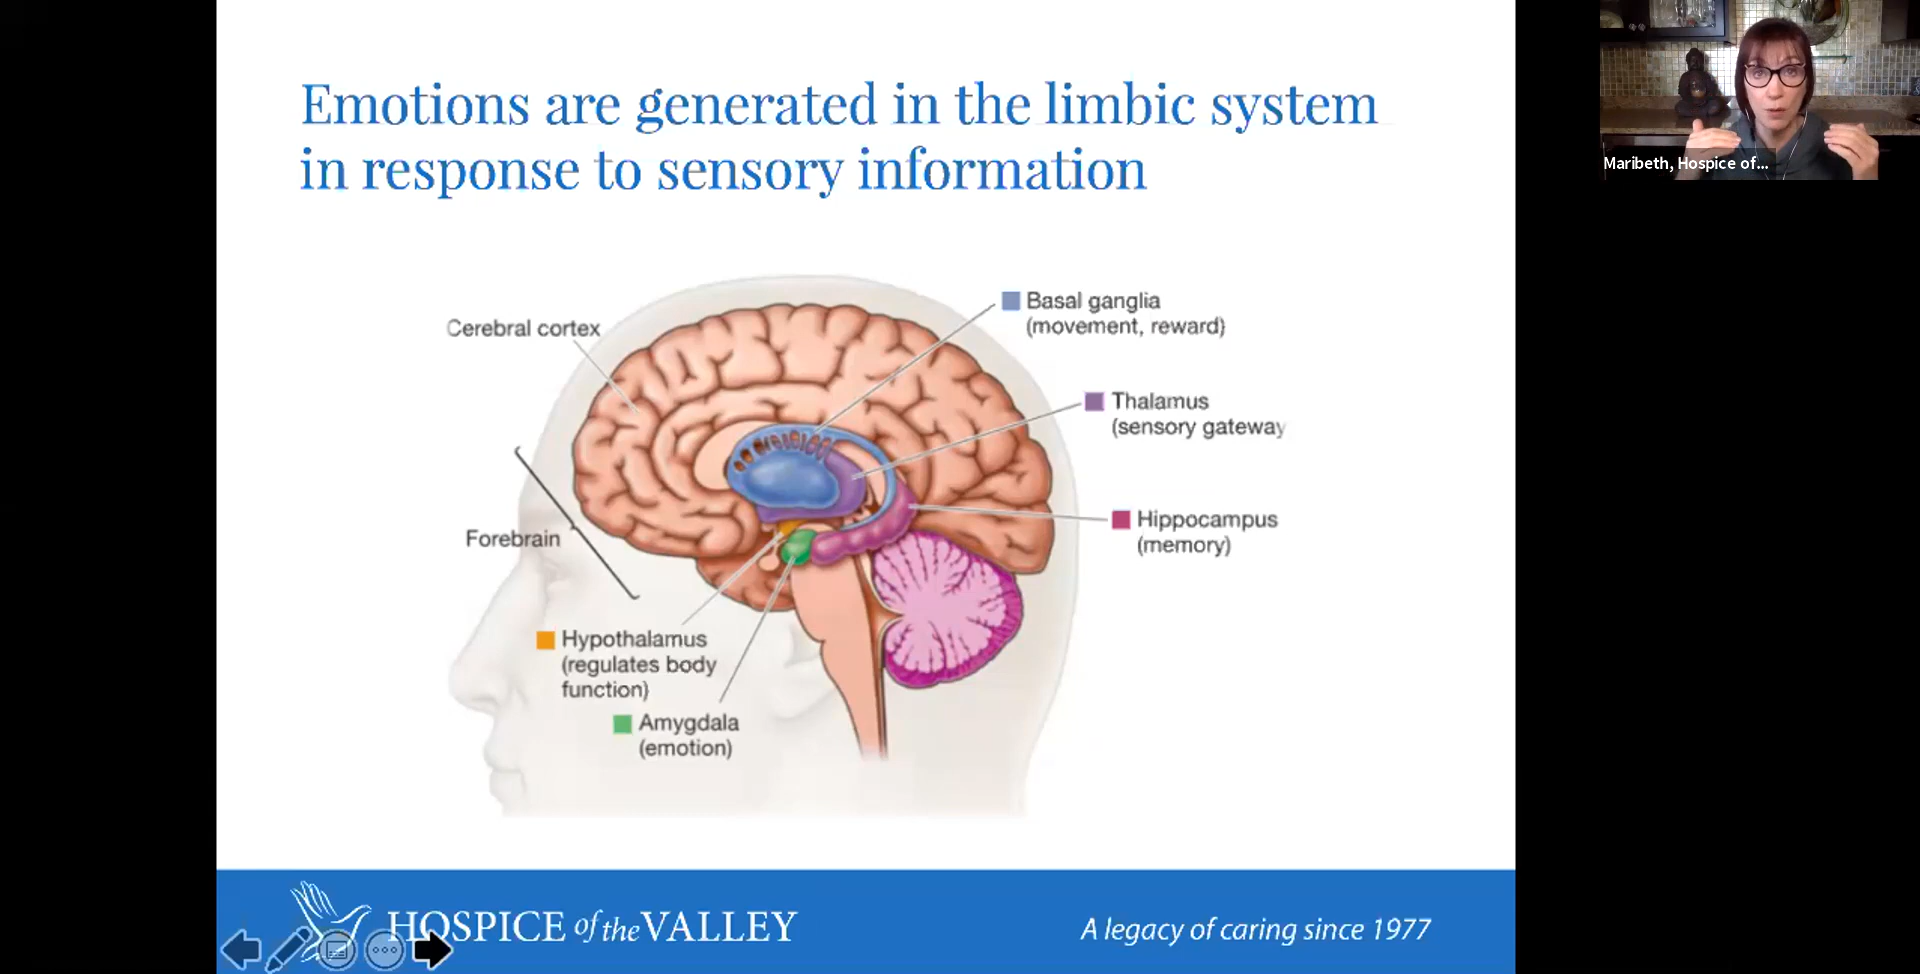 Emotions are generated in the limbic system
in response to sensory information
Cerebral cortex
Basal ganglia
(movement, reward)
Thalamus
(sensory gateway
Hippocampus
(memory)
Forebrain
Hypothalamus
(regulates body
function)
Amygdala
(emotion)
HOSPICE of the VALLEY
A legacy of caring since 1977
Maribeth, Hospice of...